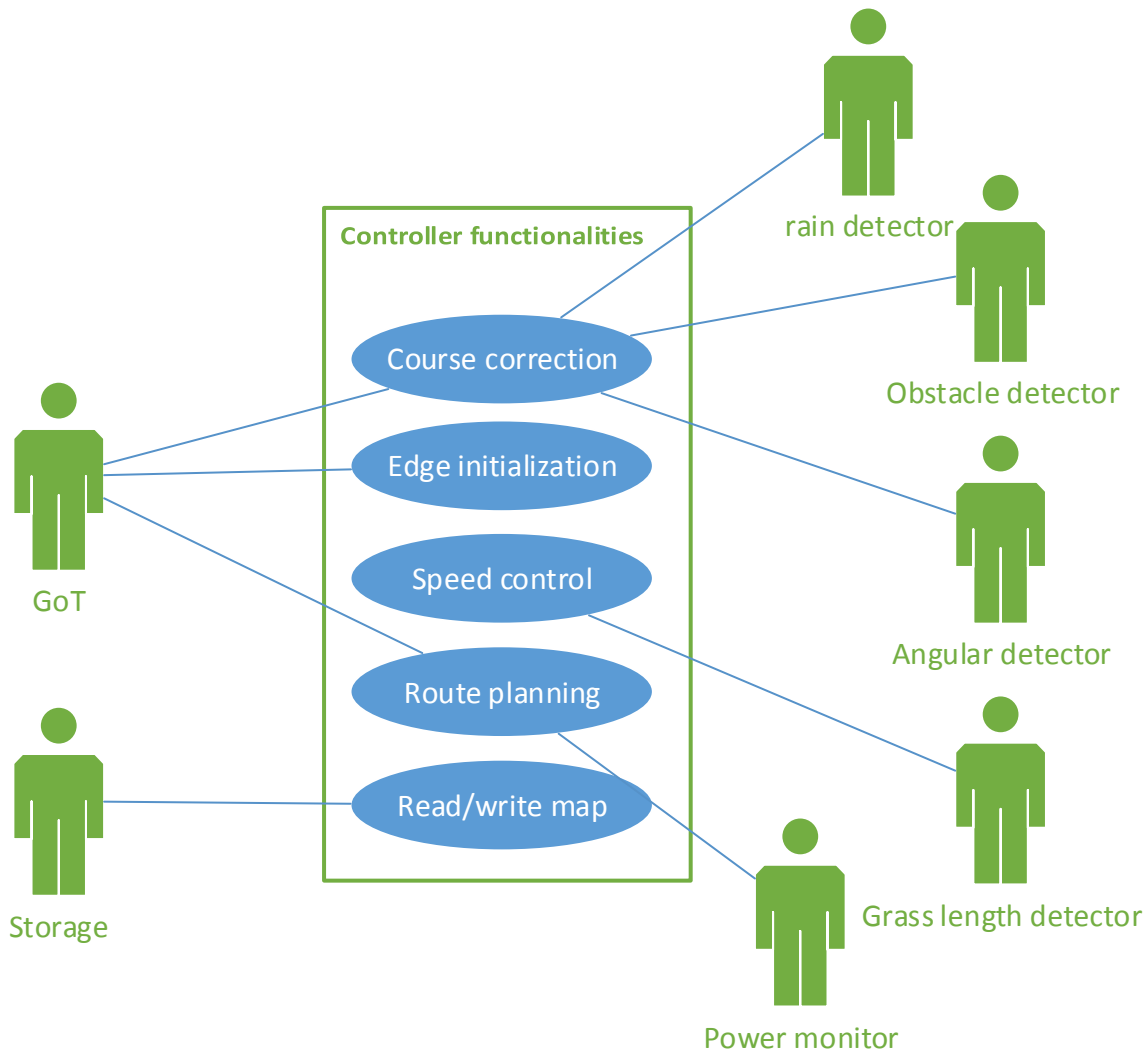 rain detector
Controller functionalities
Course correction
Obstacle detector
Edge initialization
Speed control
GoT
Angular detector
Route planning
Read/write map
Grass length detector
Storage
Power monitor